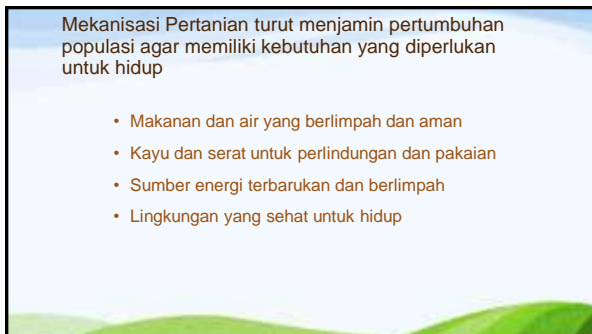 Mekanisasi Pertanian turut menjamin pertumbuhan
populasi agar memiliki kebutuhan yang diperlukan
untuk hidup
• Makanan dan air yang berlimpah dan aman
• Kayu dan serat untuk perlindungan dan pakaian
• Sumber energi terbarukan dan berlimpah
• Lingkungan yang sehat untuk hidup